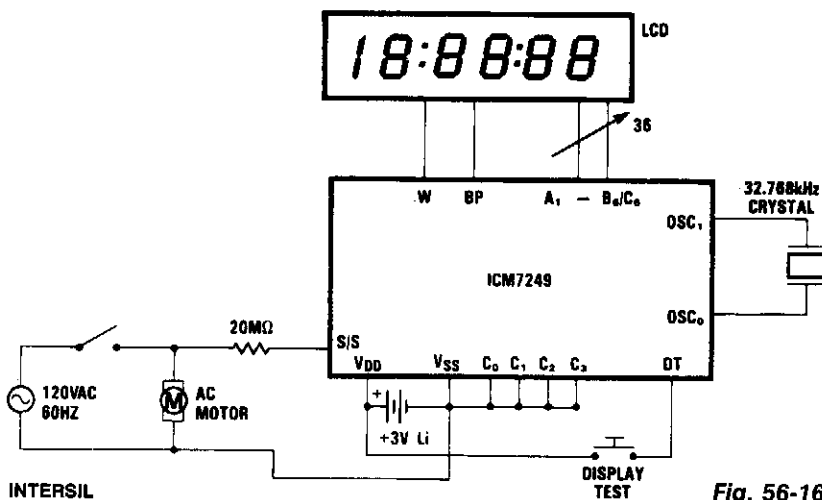 LCD
18:88:88
36
W BP A₁ – B₆/C₆
32.768kHz
CRYSTAL
OSC₁
ICM7249
OSC₀
20MΩ
S/S
V_DD V_SS C₀ C₁ C₂ C₃ DT
120VAC
60HZ
M
AC
MOTOR
+
+3V Li
DISPLAY
TEST
INTERSIL
Fig. 56-16